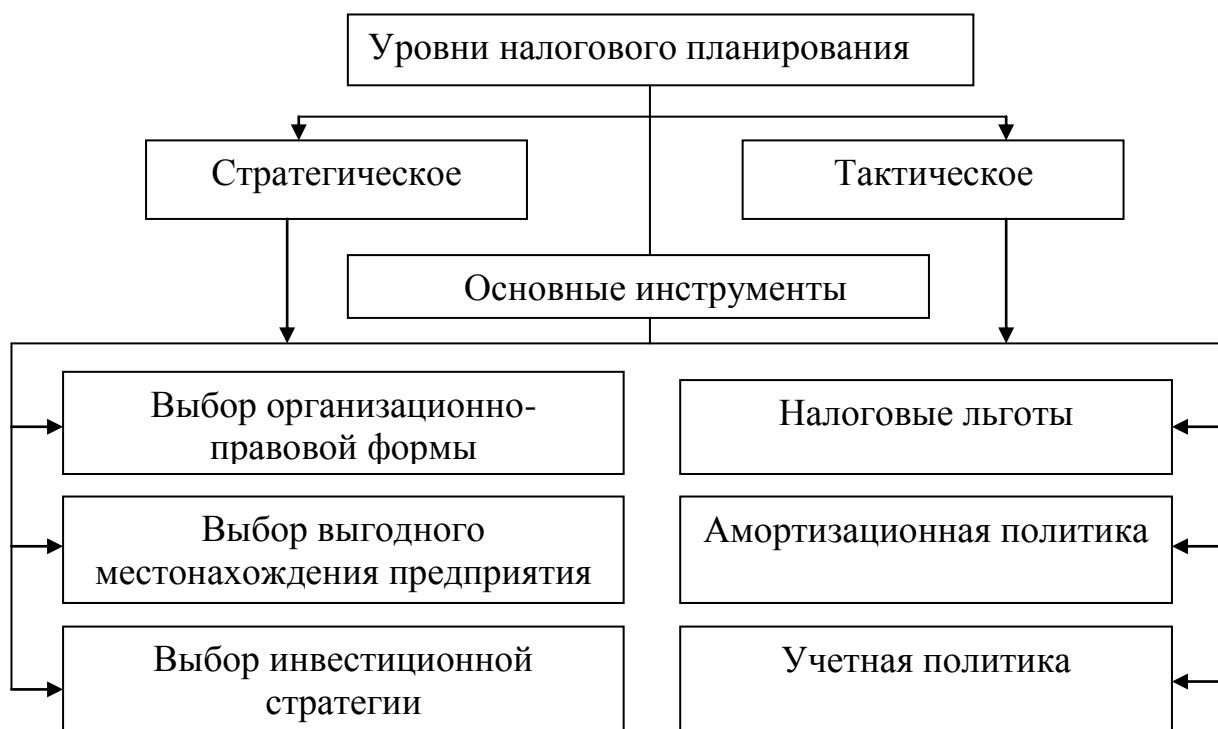 Уровни налогового планирования
Стратегическое
Тактическое
Основные инструменты
Выбор организационно-
правовой формы
Налоговые льготы
Выбор выгодного
местонахождения предприятия
Амортизационная политика
Выбор инвестиционной
стратегии
Учетная политика